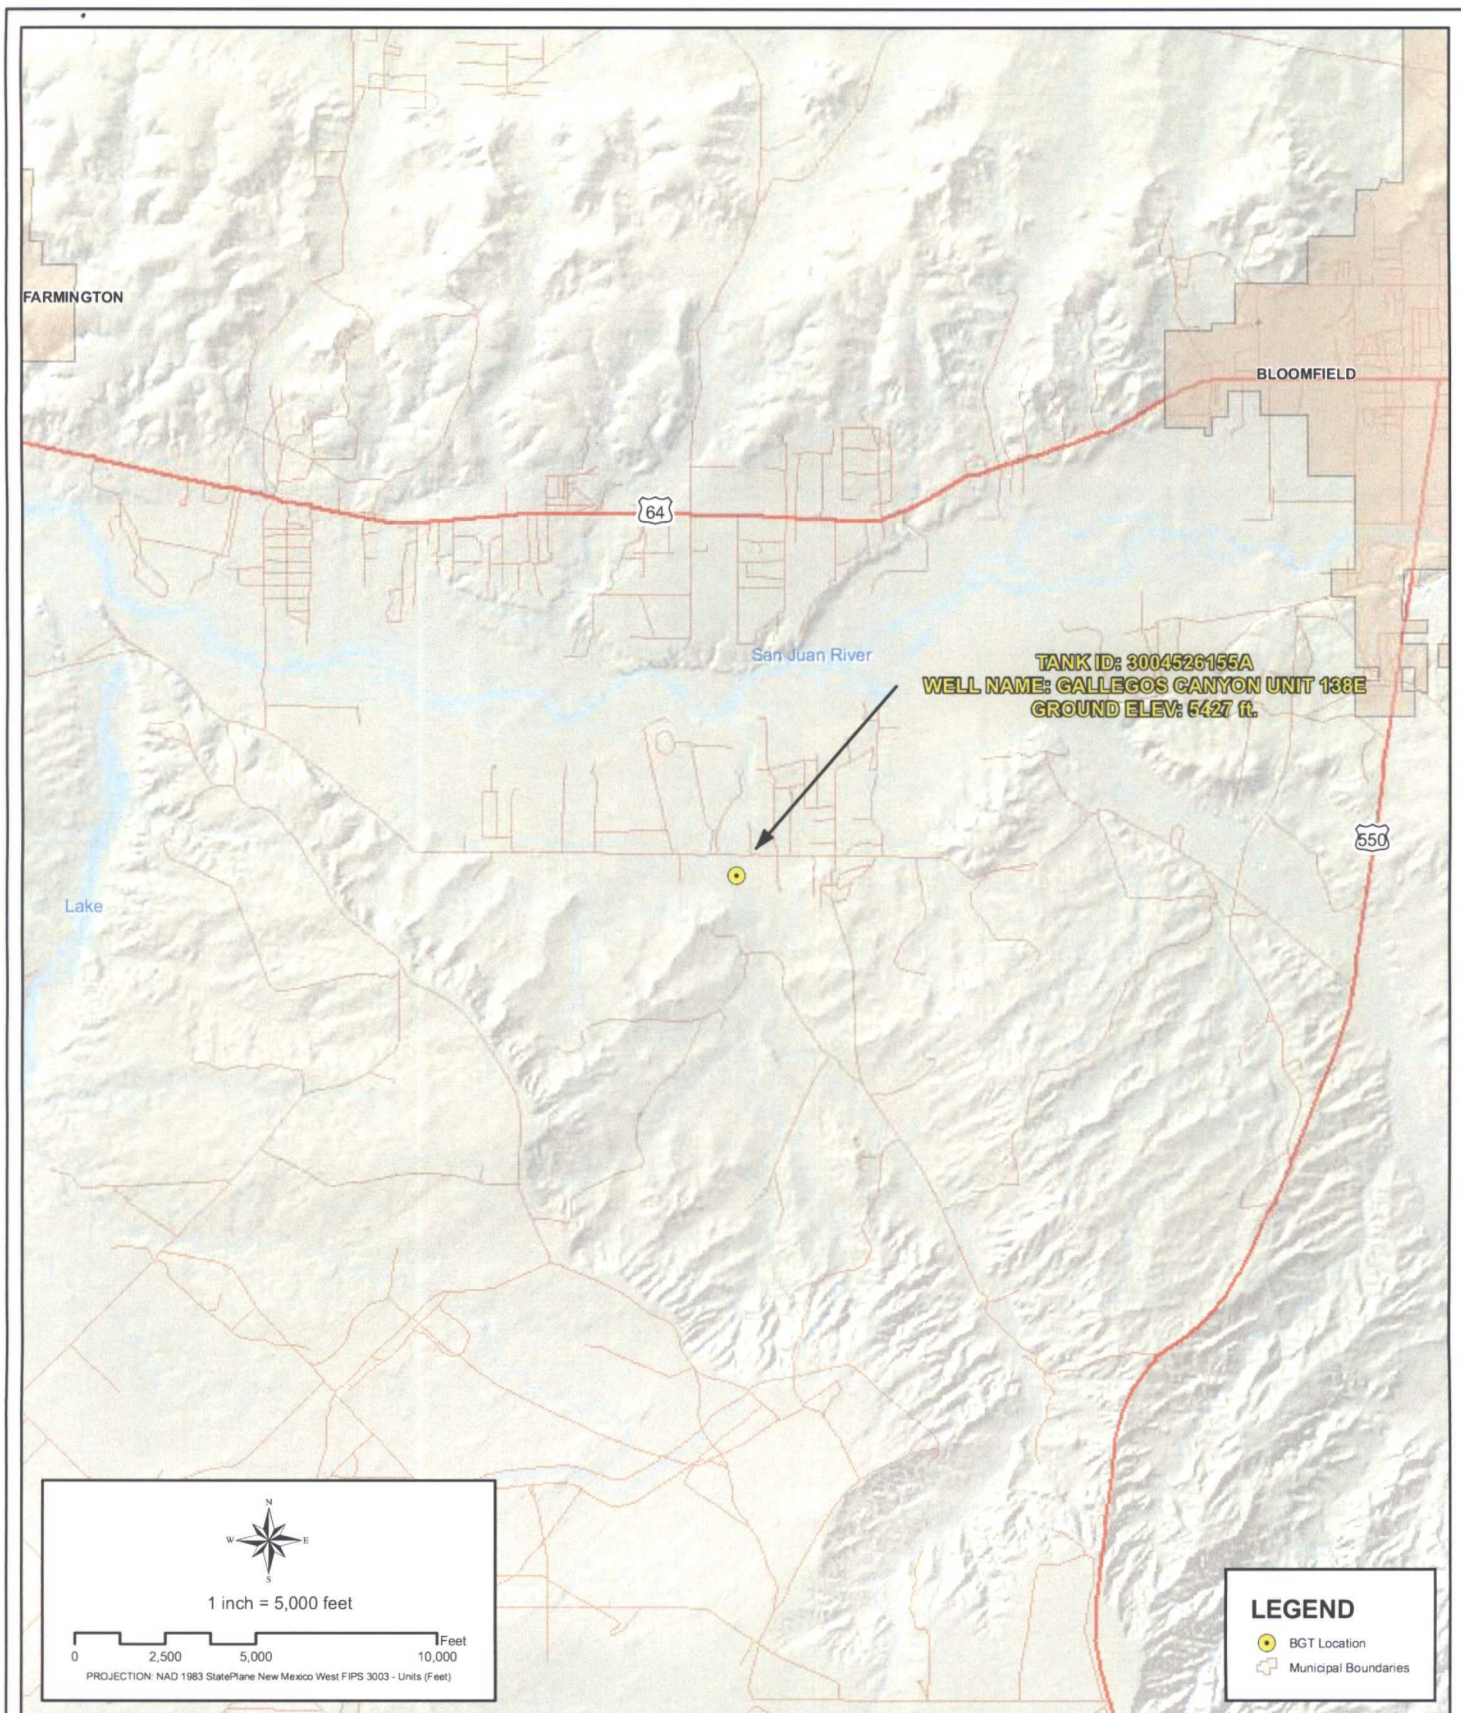 FARMINGTON
BLOOMFIELD
64
San Juan River
TANK ID: 3004526155A
WELL NAME: GALLEGOS CANYON UNIT 138E
GROUND ELEV: 5427 ft.
550
Lake
N
W E
S
1 inch = 5,000 feet
Feet
0 2,500 5,000 10,000
PROJECTION: NAD 1983 StatePlane New Mexico West FIPS 3003 - Units (Feet)
LEGEND
BGT Location
Municipal Boundaries